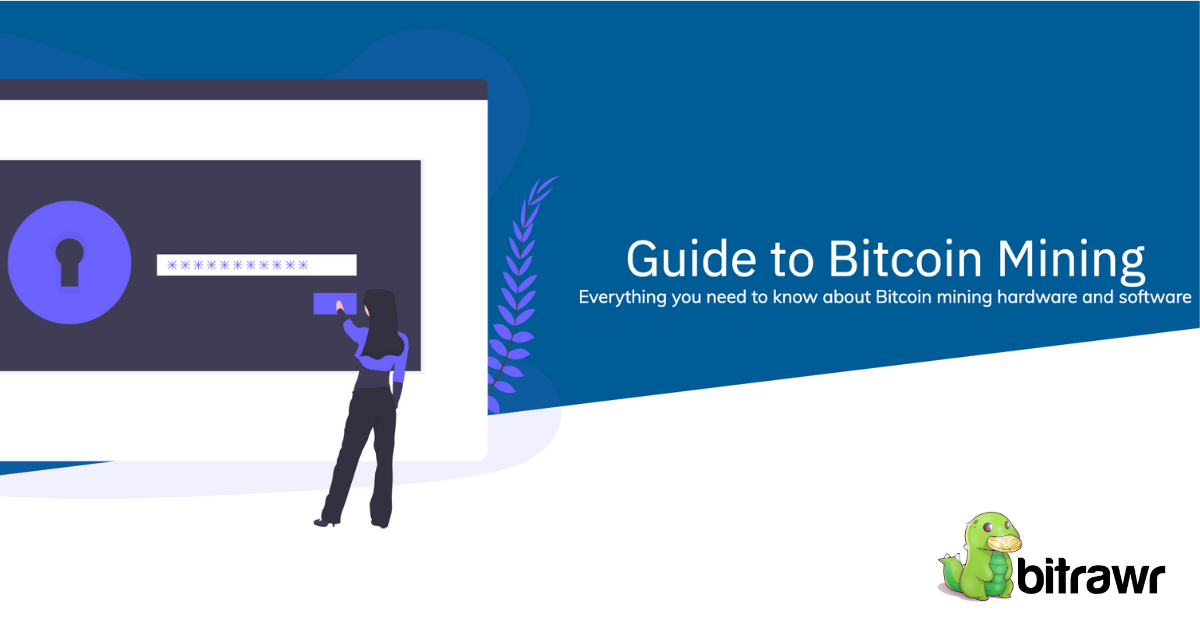 ***********
Guide to Bitcoin Mining
Everything you need to know about Bitcoin mining hardware and software
bitrawr